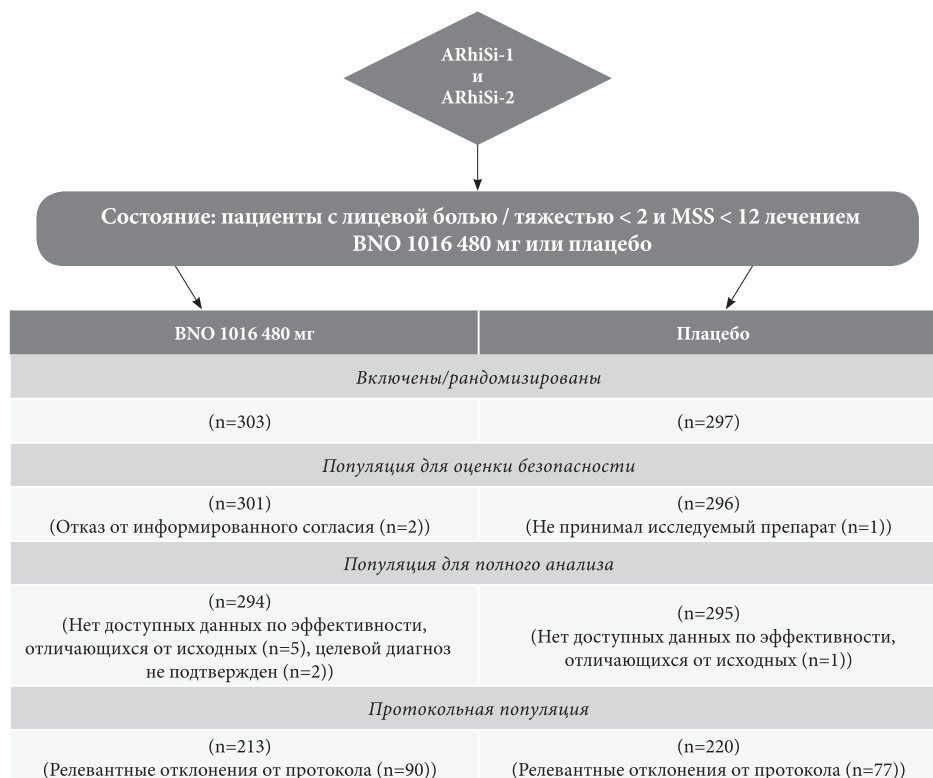 ARhiSi-1
и
ARhiSi-2
Состояние: пациенты с лицевой болью / тяжестью < 2 и MSS < 12 лечением
BNO 1016 480 мг или плацебо
BNO 1016 480 мг
Плацебо
Включены/рандомизированы
(n=303)
(n=297)
Популяция для оценки безопасности
(n=301)
(Отказ от информированного согласия (n=2))
(n=296)
(Не принимал исследуемый препарат (n=1))
Популяция для полного анализа
(n=294)
(Нет доступных данных по эффективности,
отличающихся от исходных (n=5), целевой диагноз
не подтвержден (n=2))
(n=295)
(Нет доступных данных по эффективности,
отличающихся от исходных (n=1))
Протокольная популяция
(n=213)
(Релевантные отклонения от протокола (n=90))
(n=220)
(Релевантные отклонения от протокола (n=77))